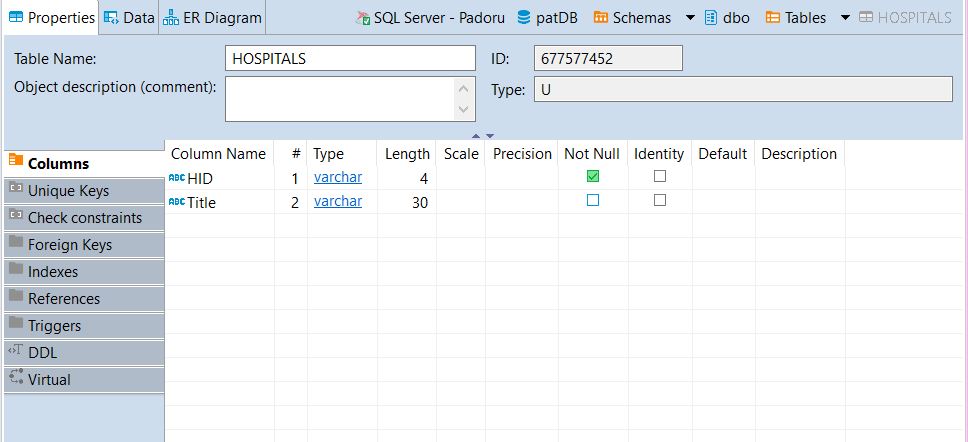 Properties Data ER Diagram SQL Server - Padoru patDB Schemas dbo Tables HOSPITALS
Table Name: HOSPITALS ID: 677577452
Object description (comment): Type: U
Column Name # Type Length Scale Precision Not Null Identity Default Description
ABC HID 1 varchar 4
ABC Title 2 varchar 30
Columns
Unique Keys
Check constraints
Foreign Keys
Indexes
References
Triggers
DDL
Virtual